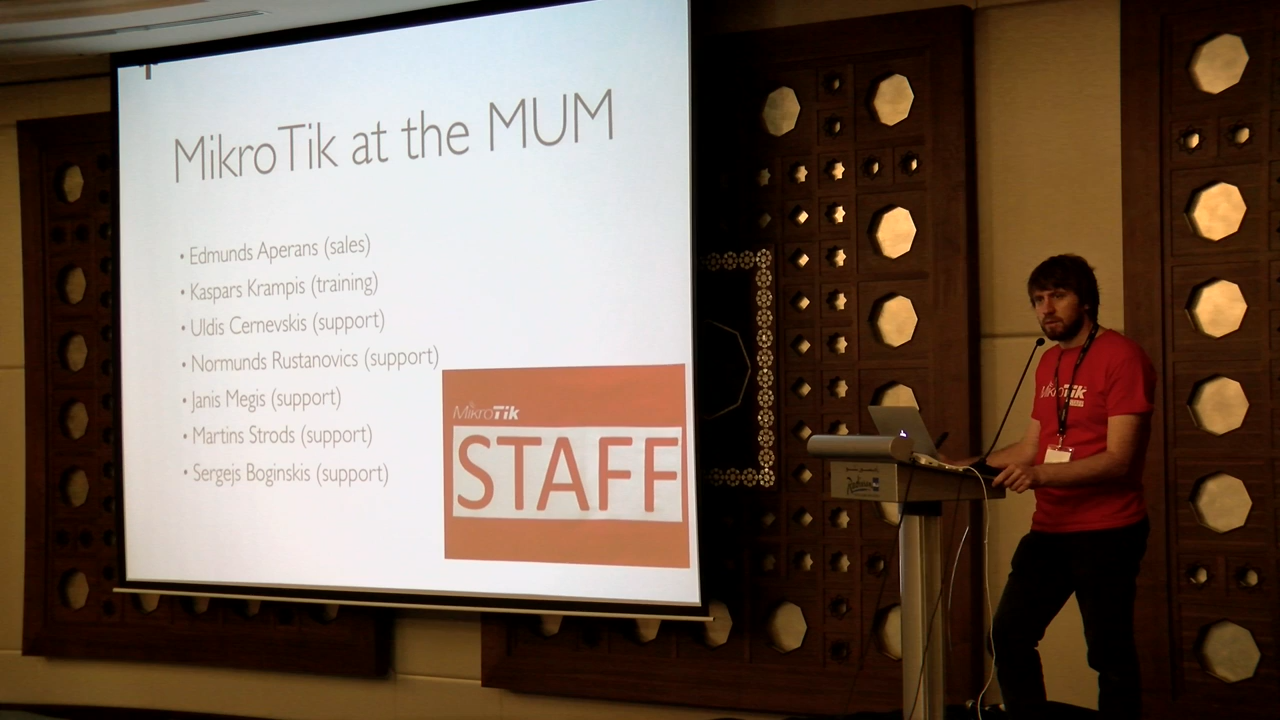 MikroTik at the MUM
• Edmunds Aperans (sales)
• Kaspars Krampis (training)
• Uldis Cernevskis (support)
• Normunds Rustanovics (support)
• Janis Megis (support)
• Martins Strods (support)
• Sergejs Boginskis (support)
MikroTik
STAFF
MikroTik
Radisson